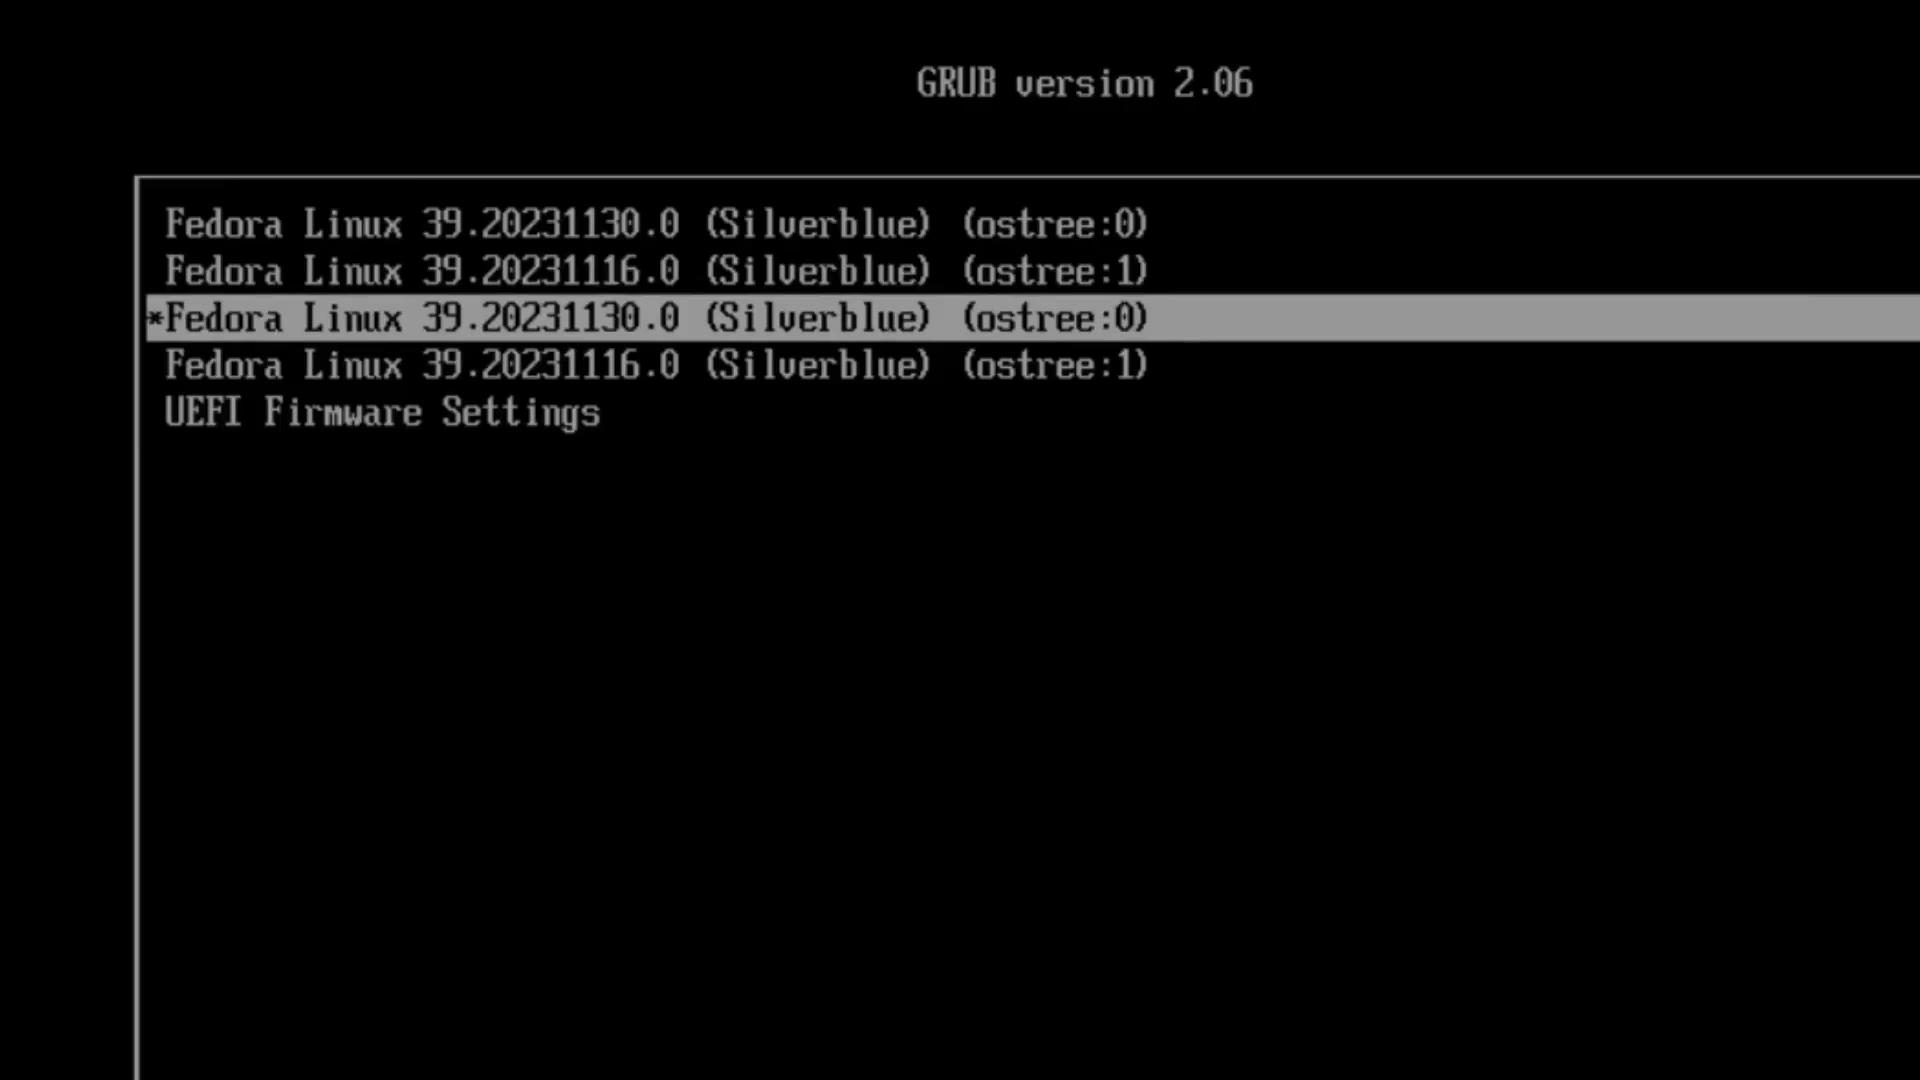 GRUB version 2.06
Fedora Linux 39.20231130.0 (Silverblue) (ostree:0)
Fedora Linux 39.20231116.0 (Silverblue) (ostree:1)
*Fedora Linux 39.20231130.0 (Silverblue) (ostree:0)
Fedora Linux 39.20231116.0 (Silverblue) (ostree:1)
UEFI Firmware Settings